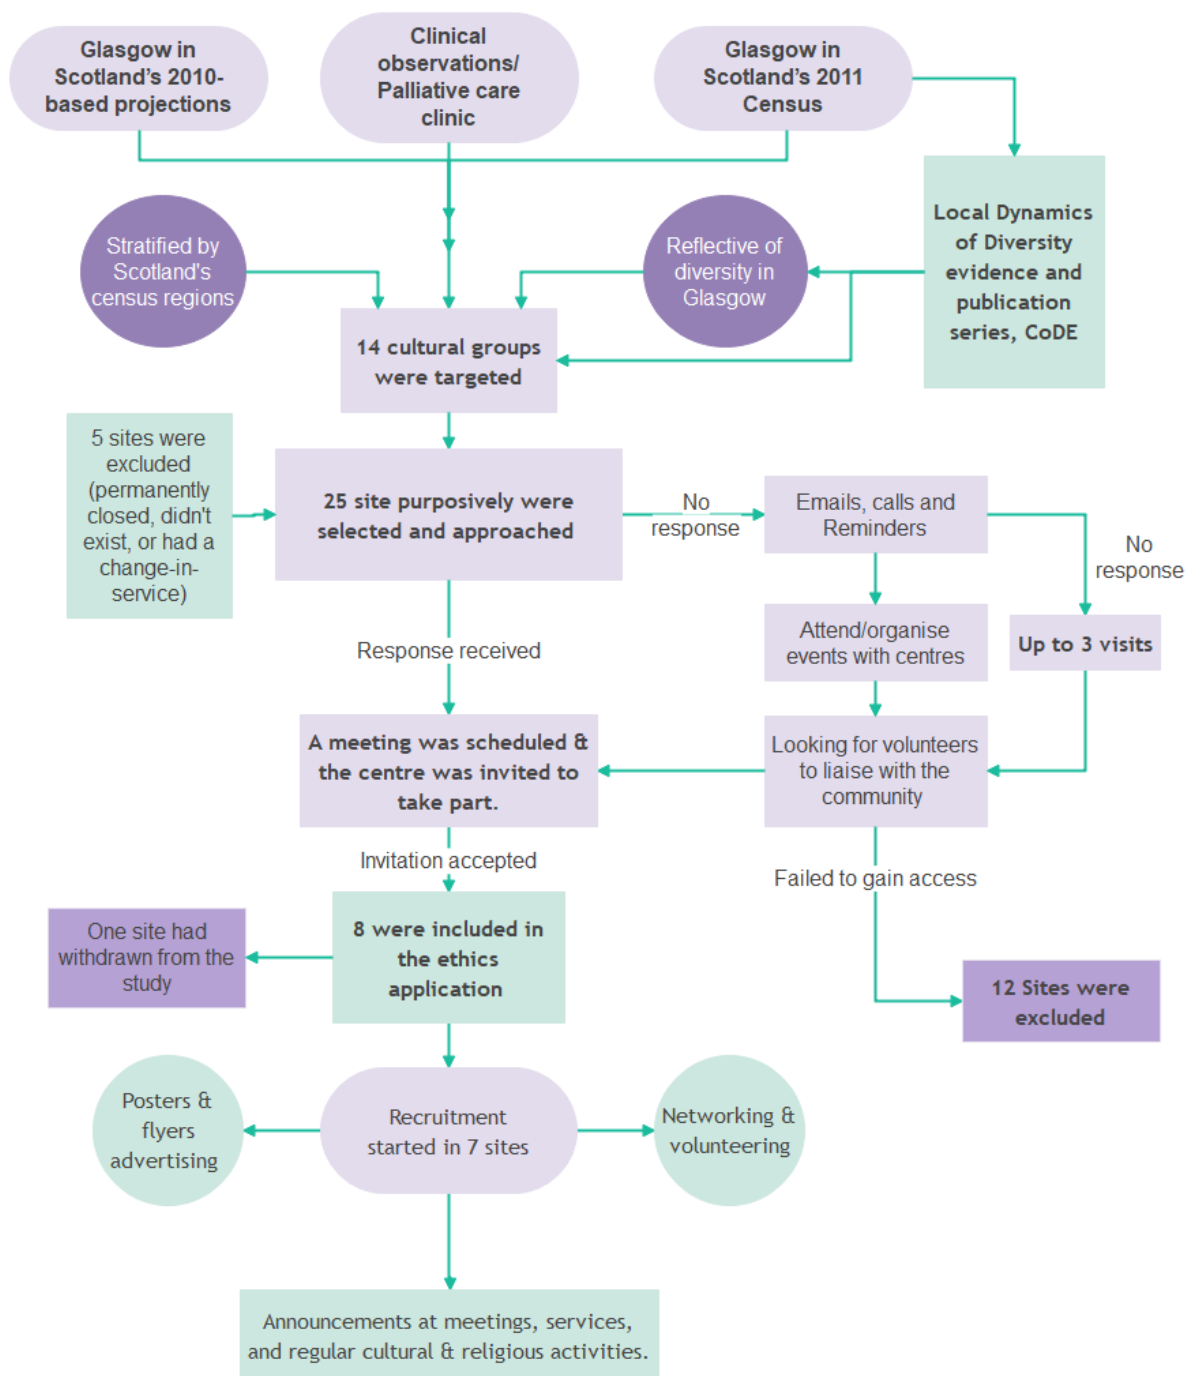 Glasgow in
Scotland's 2010-
based projections
Clinical
observations/
Palliative care
clinic
Glasgow in
Scotland's 2011
Census
Stratified by
Scotland's
census regions
Reflective of
diversity in
Glasgow
Local Dynamics
of Diversity
evidence and
publication
series, CoDE
14 cultural groups
were targeted
5 sites were
excluded
(permanently
closed, didn't
exist, or had a
change-in-
service)
25 site purposively were
selected and approached
No
response
Emails, calls and
Reminders
No
response
Attend/organise
events with centres
Up to 3 visits
Response received
A meeting was scheduled &
the centre was invited to
take part.
Looking for volunteers
to liaise with the
community
Invitation accepted
Failed to gain access
One site had
withdrawn from the
study
8 were included in
the ethics
application
12 Sites were
excluded
Posters &
flyers
advertising
Recruitment
started in 7 sites
Networking &
volunteering
Announcements at meetings, services,
and regular cultural & religious activities.